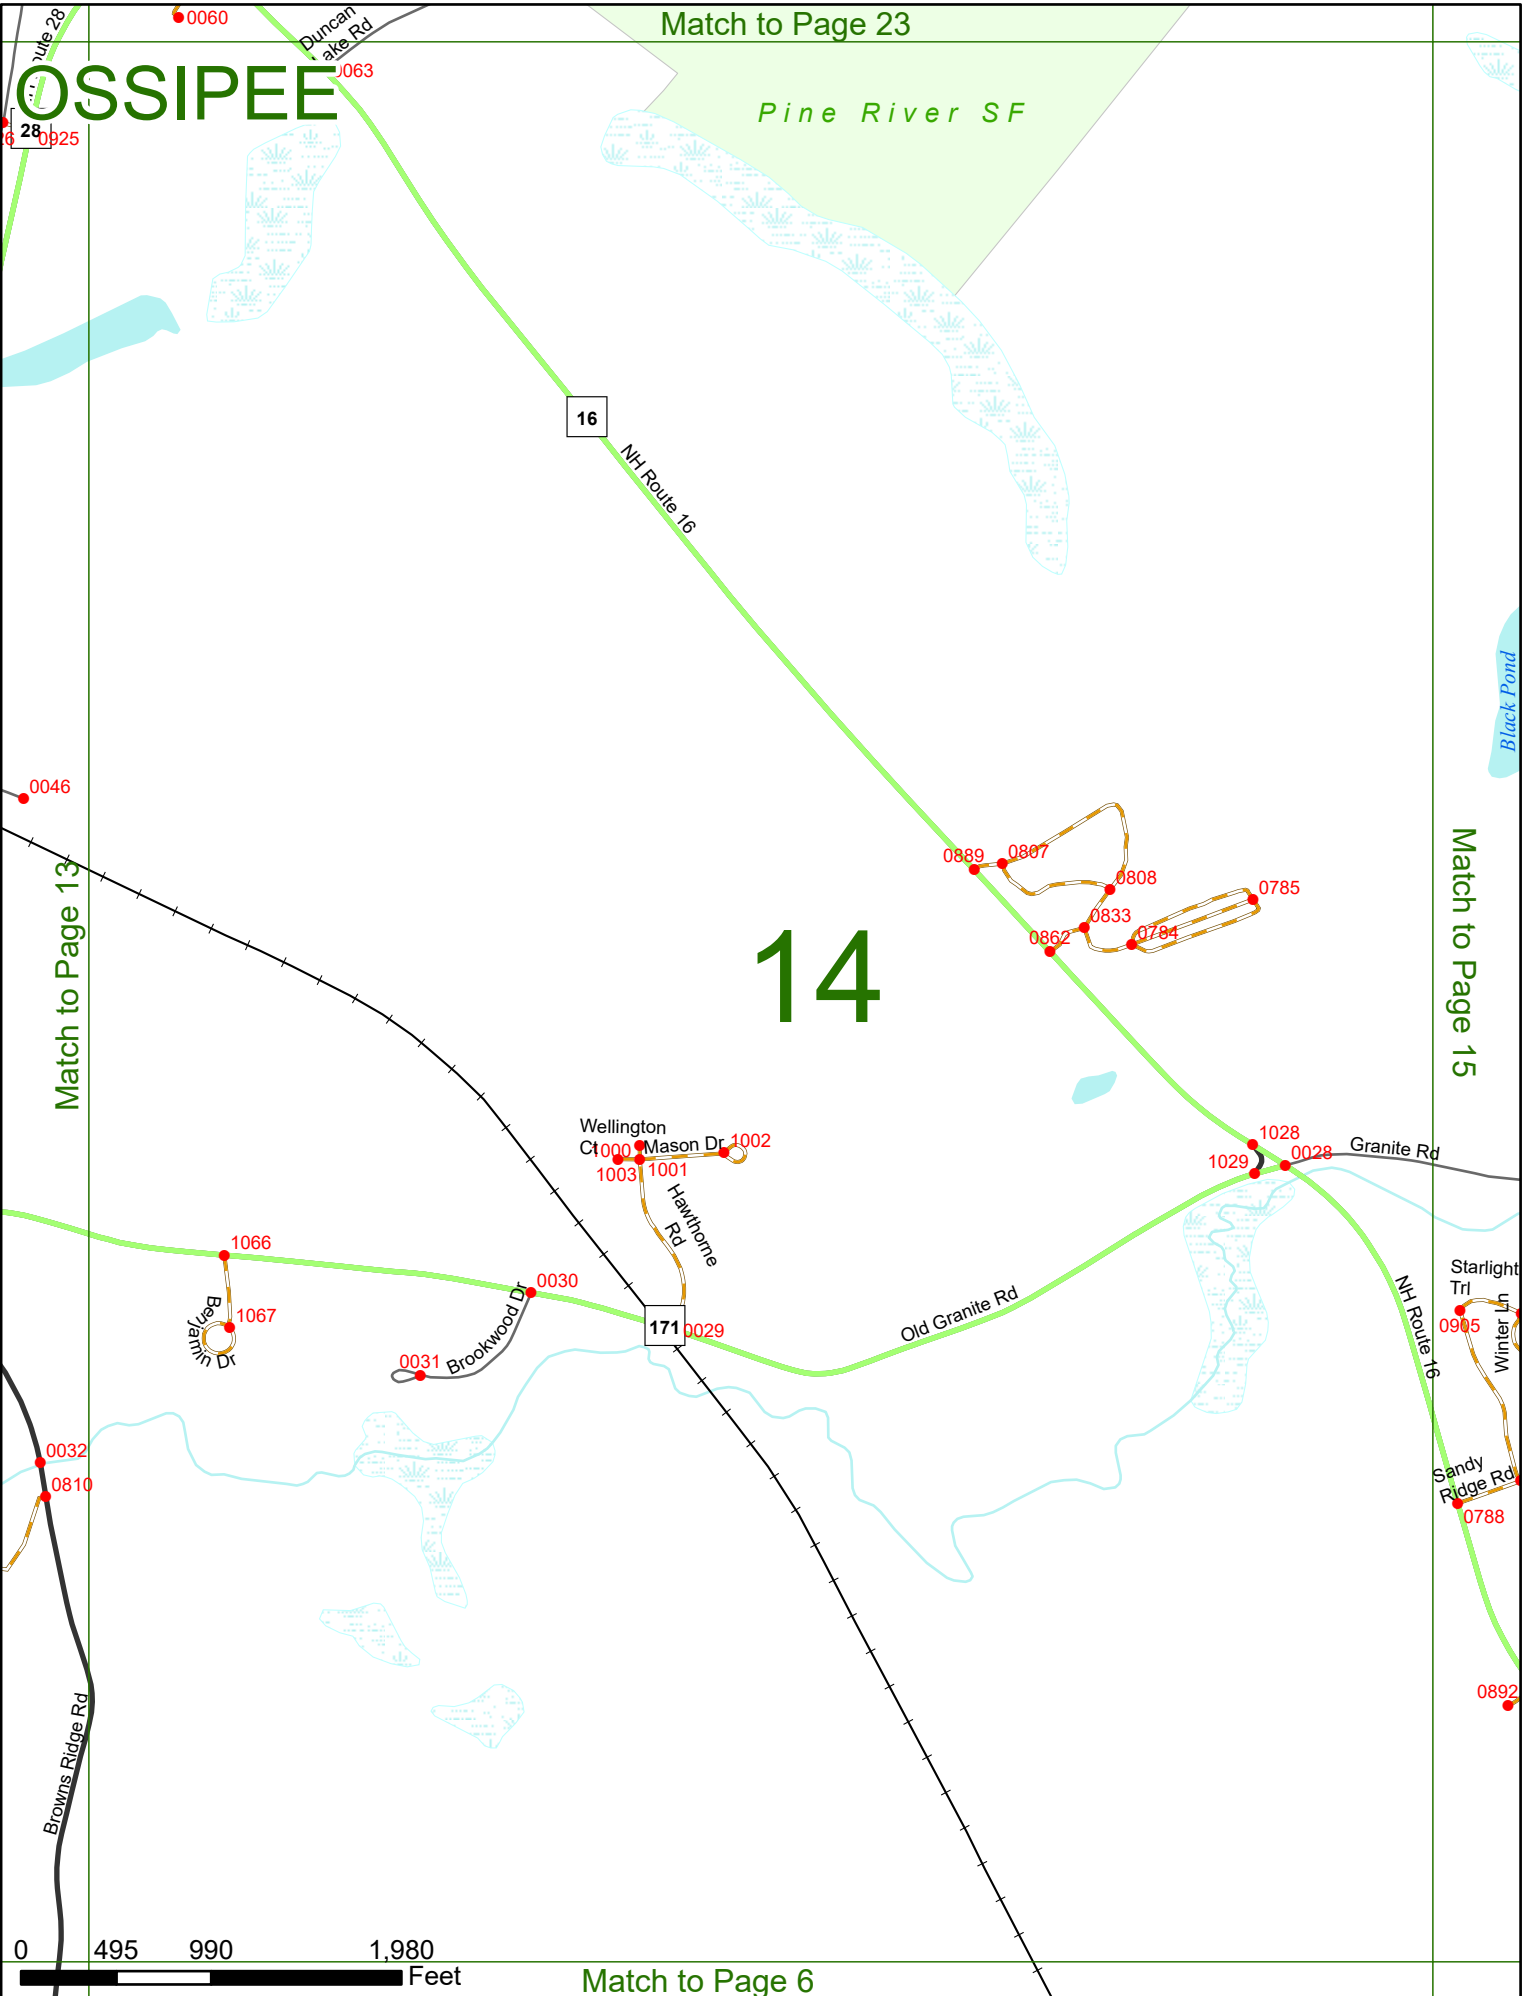 Match to Page 23
0060
Duncan
Lake Rd
0063
OSSIPEE
Pine River SF
28
0925
16
NH Route 16
Black Pond
0046
Match to Page 13
0889
0807
0808
0785
0833
0784
0862
14
Match to Page 15
Wellington
Ct
1000
Mason Dr
1002
1003
1001
Hawthorne
Rd
1028
0028
1029
Granite Rd
1066
1067
Benjamin Dr
0030
Brookwood Dr
0031
171
0029
Old Granite Rd
NH Route 16
Starlight
Trl
0905
Winter Ln
0032
0810
Sandy
Ridge Rd
0788
0892
Browns Ridge Rd
0 495 990 1,980
Feet
Match to Page 6